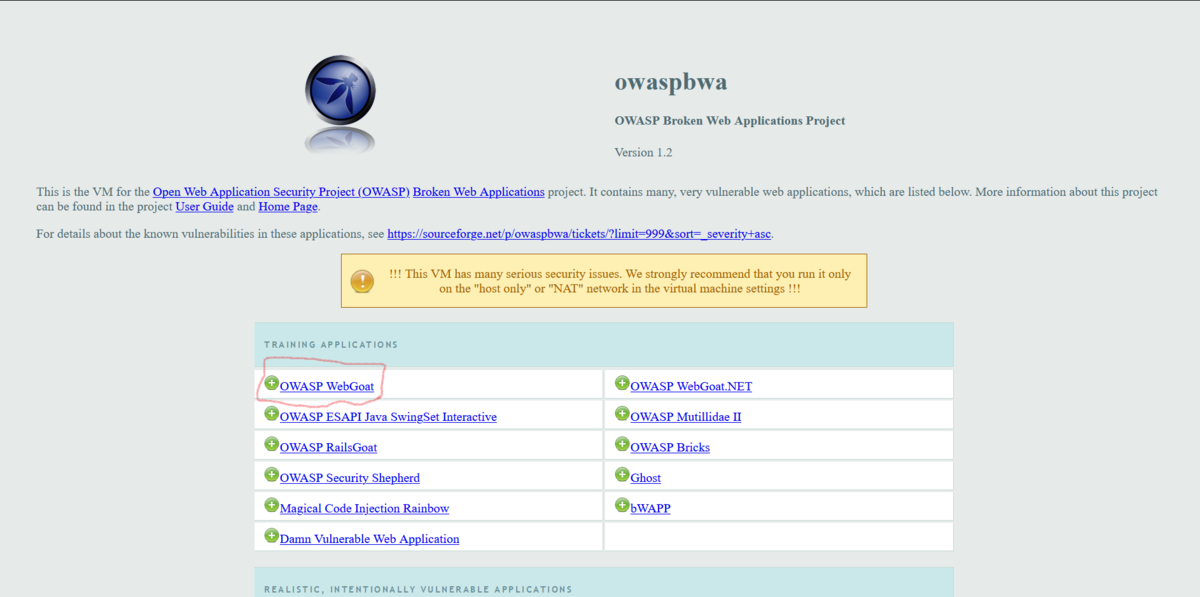 owaspbwa
OWASP Broken Web Applications Project
Version 1.2
This is the VM for the Open Web Application Security Project (OWASP) Broken Web Applications project. It contains many, very vulnerable web applications, which are listed below. More information about this project
can be found in the project User Guide and Home Page.
For details about the known vulnerabilities in these applications, see https://sourceforge.net/p/owaspbwa/tickets/?limit=999&sort=_severity+asc.
!!! This VM has many serious security issues. We strongly recommend that you run it only
on the "host only" or "NAT" network in the virtual machine settings !!!
TRAINING APPLICATIONS
OWASP WebGoat
OWASP WebGoat.NET
OWASP ESAPI Java SwingSet Interactive
OWASP Mutillidae II
OWASP RailsGoat
OWASP Bricks
OWASP Security Shepherd
Ghost
Magical Code Injection Rainbow
bWAPP
Damn Vulnerable Web Application
REALISTIC, INTENTIONALLY VULNERABLE APPLICATIONS